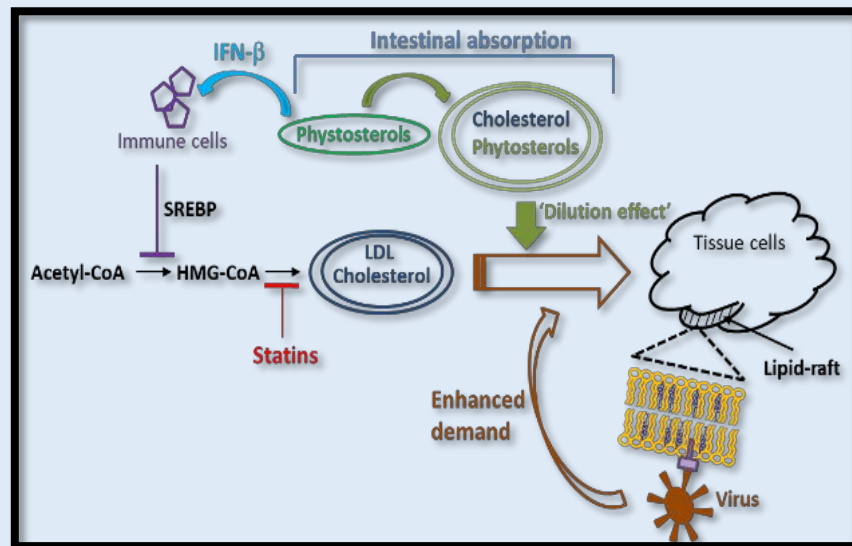 IFN-β
Intestinal absorption
Immune cells
Phystosterols
Cholesterol
Phytosterols
SREBP
'Dilution effect'
Tissue cells
Acetyl-CoA
HMG-CoA
LDL
Cholesterol
Statins
Lipid-raft
Enhanced
demand
Virus